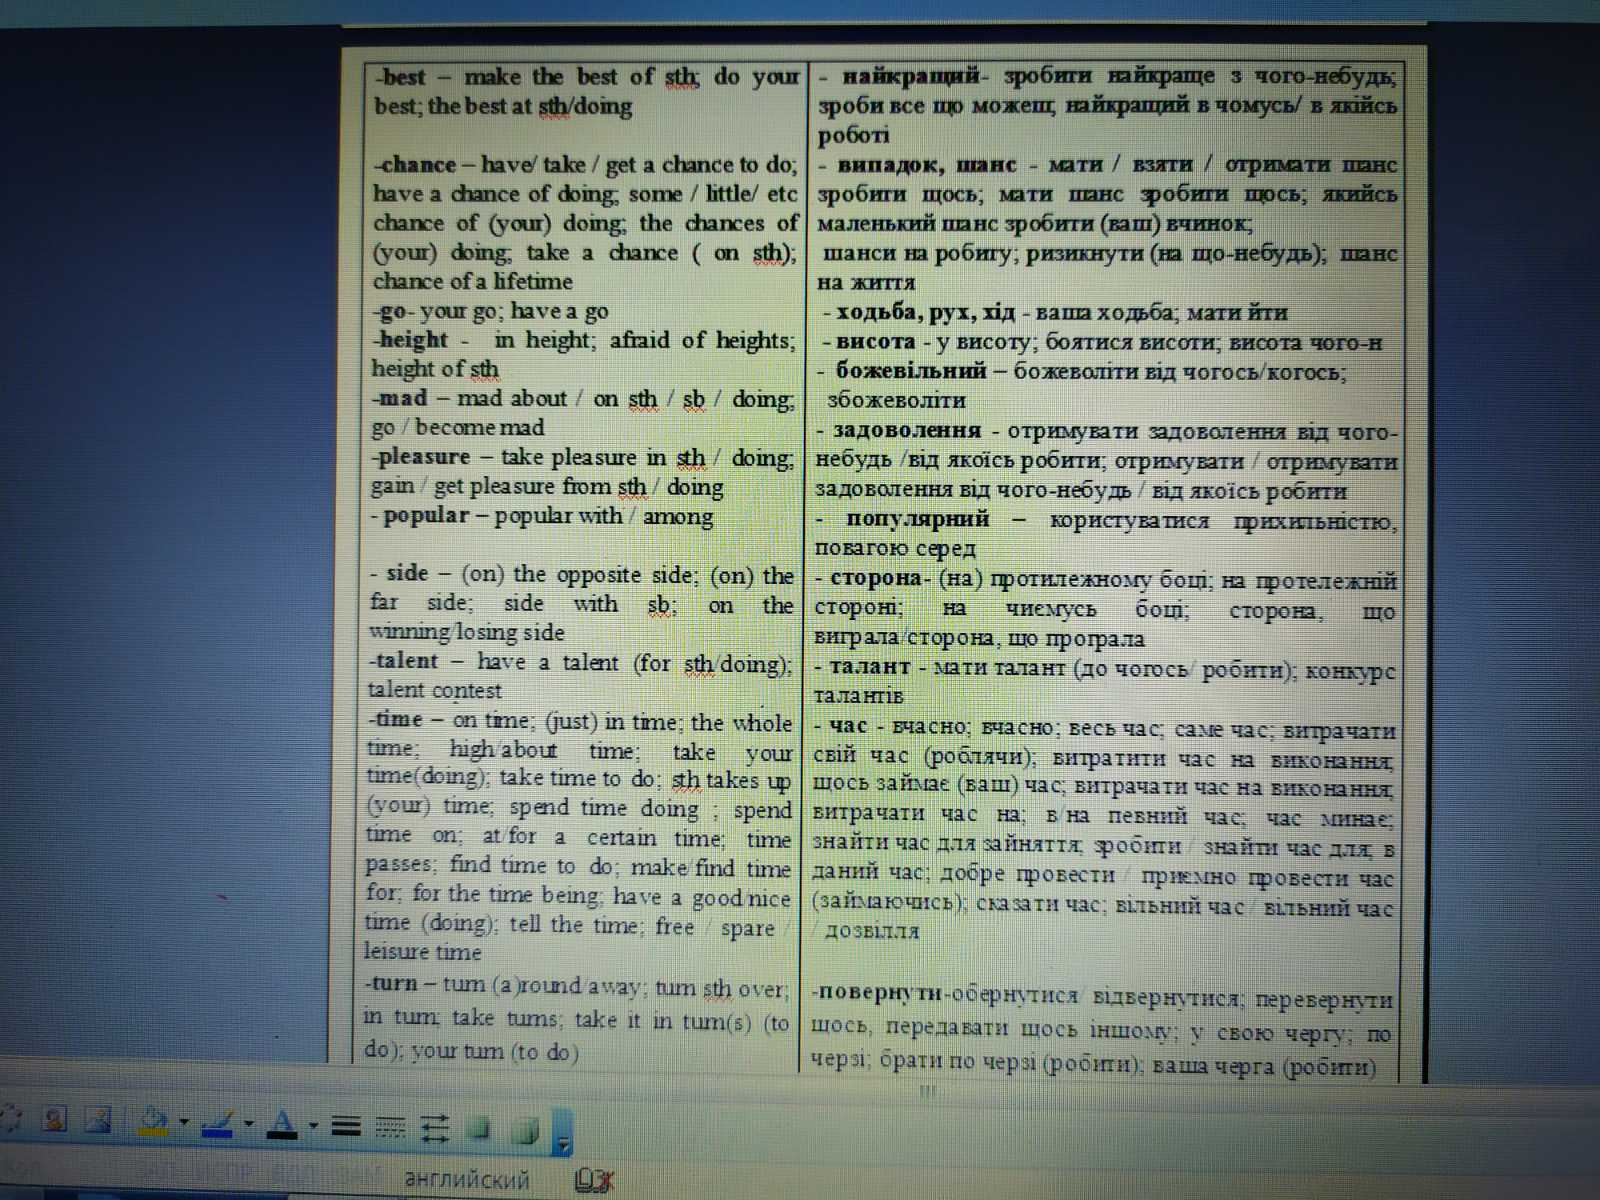 -best – make the best of sth; do your
best; the best at sth/doing
-chance – have/ take / get a chance to do;
have a chance of doing; some / little/ etc
chance of (your) doing; the chances of
(your) doing; take a chance ( on sth);
chance of a lifetime
-go- your go; have a go
-height - in height; afraid of heights;
height of sth
-mad – mad about / on sth / sb / doing;
go / become mad
-pleasure – take pleasure in sth / doing;
gain / get pleasure from sth / doing
- popular – popular with / among
- side – (on) the opposite side; (on) the
far side; side with sb; on the
winning/losing side
-talent – have a talent (for sth/doing);
talent contest
-time – on time; (just) in time; the whole
time; high/about time; take your
time(doing); take time to do; sth takes up
(your) time; spend time doing ; spend
time on; at/for a certain time; time
passes; find time to do; make/find time
for; for the time being; have a good/nice
time (doing); tell the time; free / spare /
leisure time
-turn – turn (a)round/away; turn sth over;
in turn; take turns; take it in turn(s) (to
do); your turn (to do)
- найкращий- зробити найкраще з чого-небудь;
зроби все що можеш; найкращий в чомусь/ в якійсь
роботі
- випадок, шанс - мати / взяти / отримати шанс
зробити щось; мати шанс зробити щось; якийсь
маленький шанс зробити (ваш) вчинок;
шанси на робигу; ризикнути (на що-небудь); шанс
на життя
- ходьба, рух, хід - ваша ходьба; мати йти
- висота - у висоту; боятися висоти; висота чого-н
- божевільний – божеволіти від чогось/когось;
збожеволіти
- задоволення - отримувати задоволення від чого-
небудь /від якоїсь робити; отримувати / отримувати
задоволення від чого-небудь / від якоїсь робити
- популярний – користуватися прихильністю,
повагою серед
- сторона- (на) протилежному боці; на протележній
стороні; на чиємусь боці; сторона, що
виграла/сторона, що програла
- талант - мати талант (до чогось/ робити); конкурс
талантів
- час - вчасно; вчасно; весь час; саме час; витрачати
свій час (роблячи); витратити час на виконання;
щось займає (ваш) час; витрачати час на виконання;
витрачати час на; в/на певний час; час минає;
знайти час для зайняття; зробити / знайти час для; в
даний час; добре провести / приємно провести час
(займаючись); сказати час; вільний час / вільний час
/ дозвілля
-повернути-обернутися/ відвернутися; перевернути
щось, передавати щось іншому; у свою чергу; по
черзі; брати по черзі (робити); ваша черга (робити)
английский